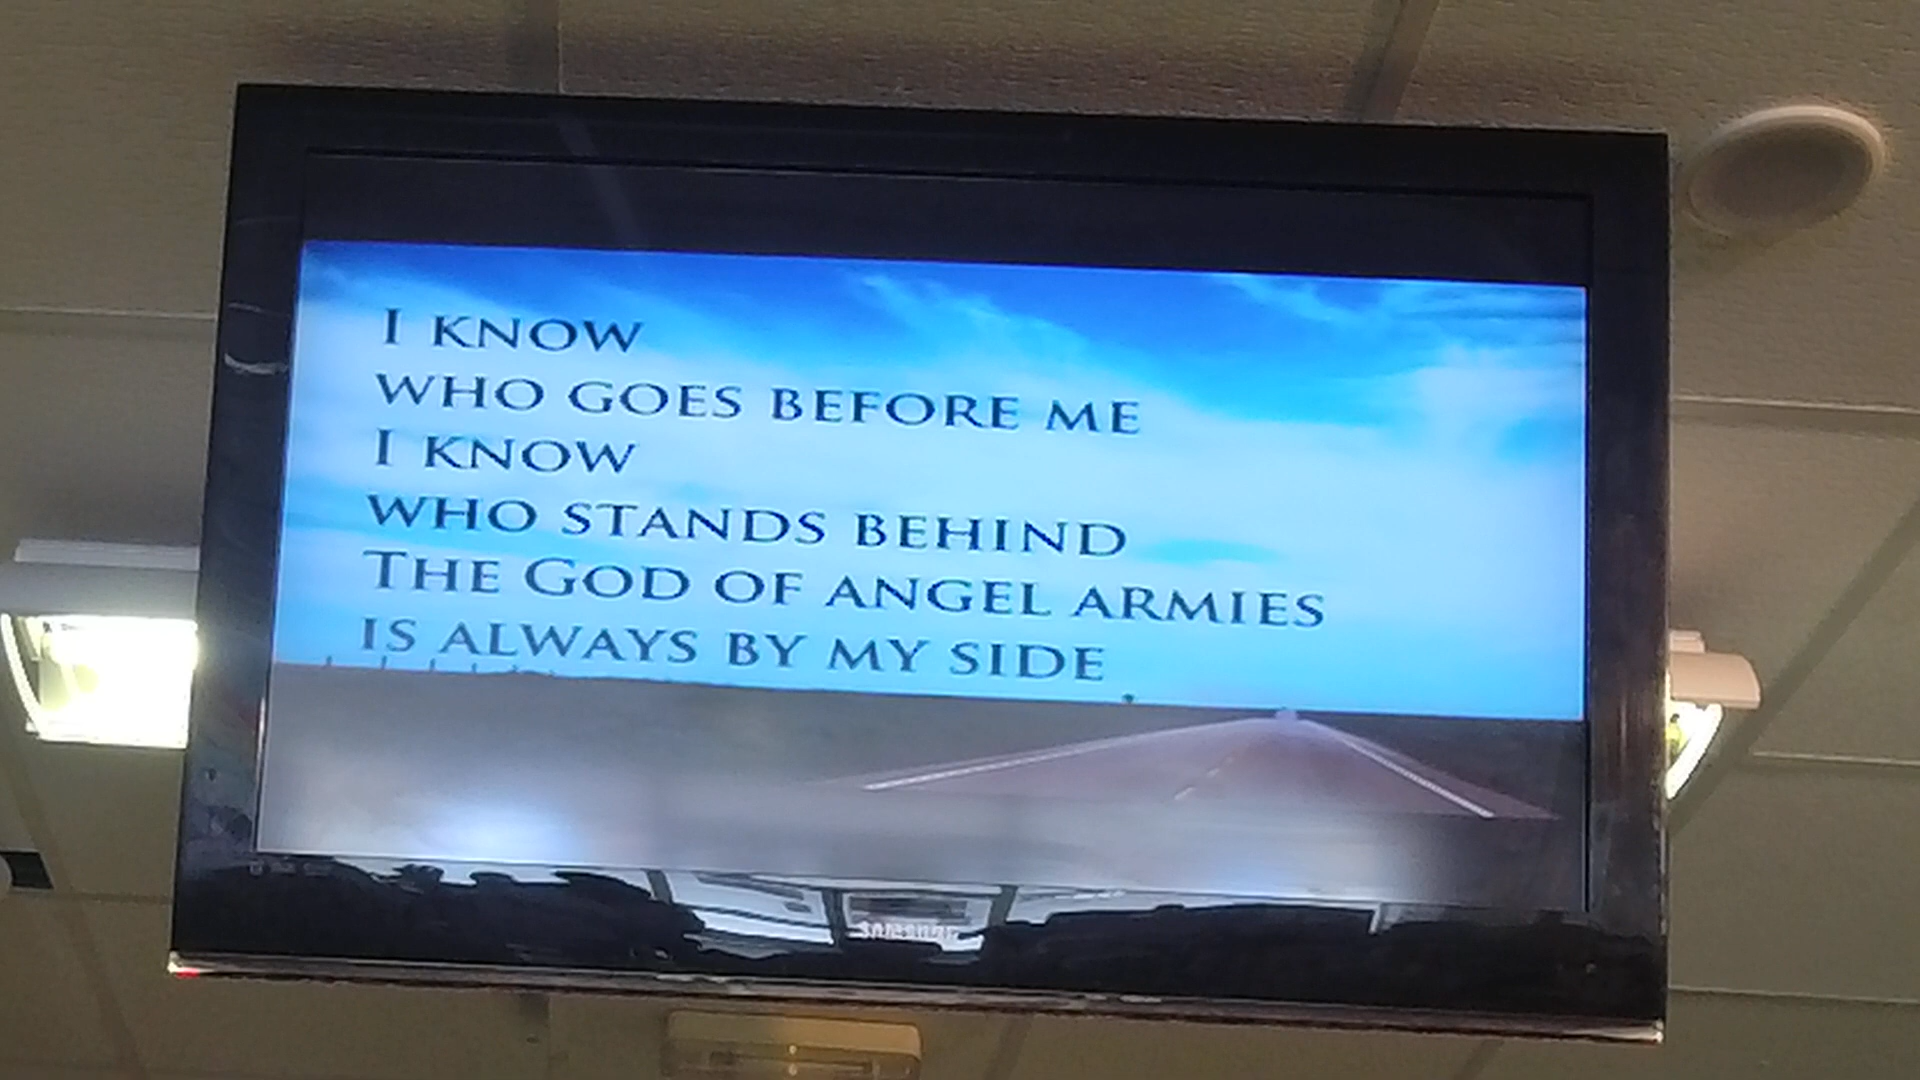 I KNOW
WHO GOES BEFORE ME
I KNOW
WHO STANDS BEHIND
THE GOD OF ANGEL ARMIES
IS ALWAYS BY MY SIDE
SAMSUNG